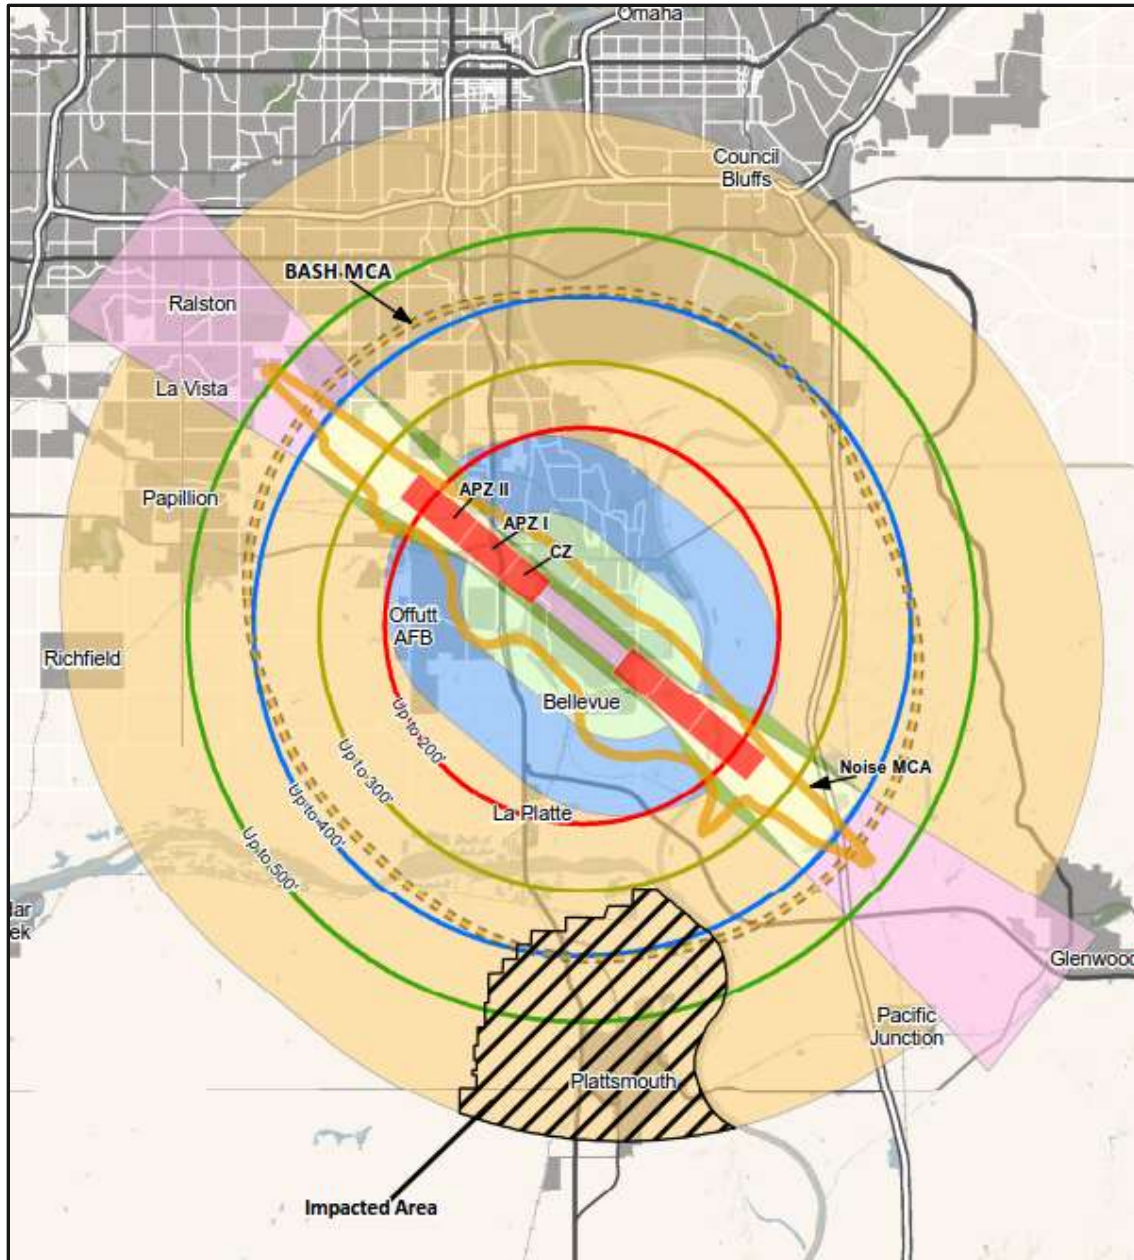 Omaha
Council
Bluffs
BASH MCA
Ralston
La Vista
Papillion
APZ II
APZ I
CZ
Offutt
AFB
Richfield
Bellevue
Up to 200'
Up to 300'
Up to 400'
Up to 500'
Noise MCA
La Platte
lar
ek
Glenwood
Pacific
Junction
Plattsmouth
Impacted Area